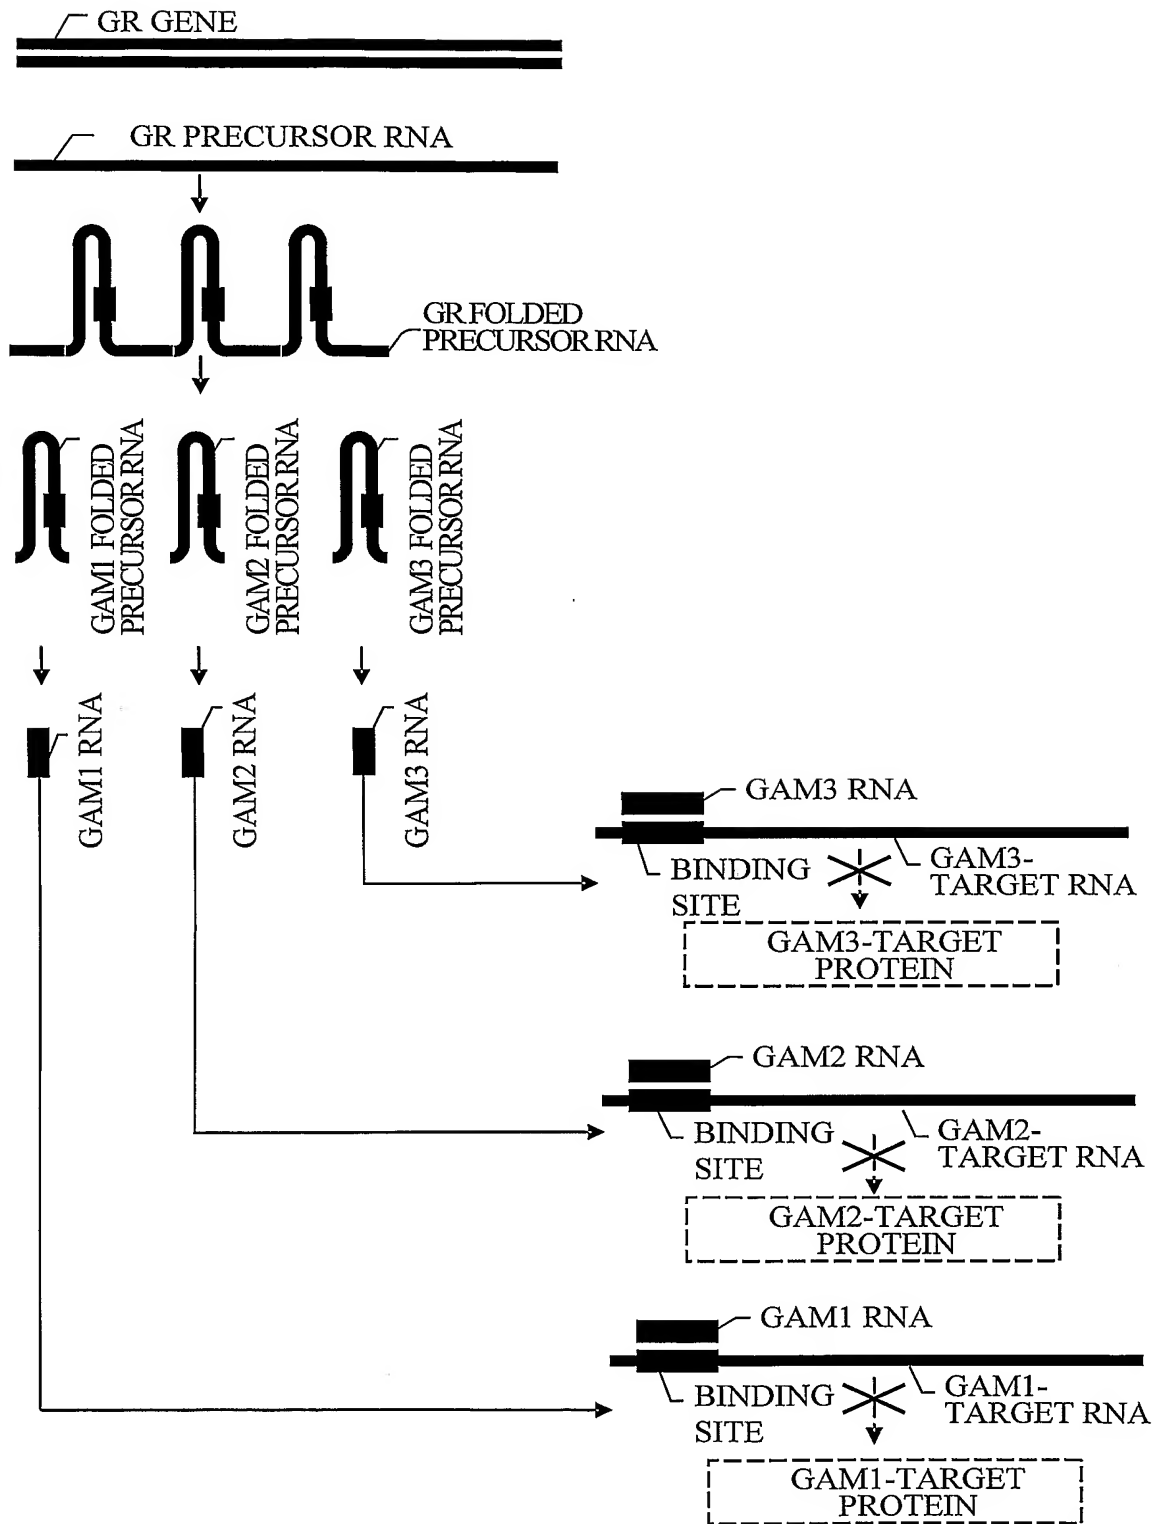 GR GENE
GR PRECURSOR RNA
GR FOLDED
PRECURSOR RNA
GAM1 FOLDED
PRECURSOR RNA
GAM2 FOLDED
PRECURSOR RNA
GAM3 FOLDED
PRECURSOR RNA
GAM1 RNA
GAM2 RNA
GAM3 RNA
GAM3 RNA
BINDING
SITE
GAM3-
TARGET RNA
GAM3-TARGET
PROTEIN
GAM2 RNA
BINDING
SITE
GAM2-
TARGET RNA
GAM2-TARGET
PROTEIN
GAM1 RNA
BINDING
SITE
GAM1-
TARGET RNA
GAM1-TARGET
PROTEIN